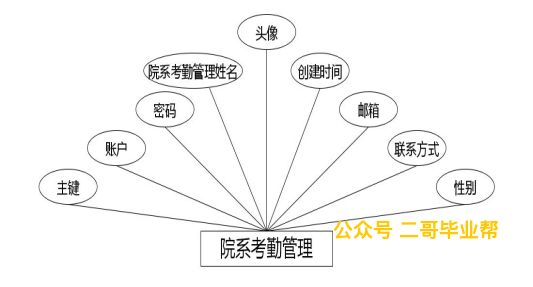 头像
院系考勤管理姓名
创建时间
密码
邮箱
账户
联系方式
主键
性别
公众号 二哥毕业帮
院系考勤管理